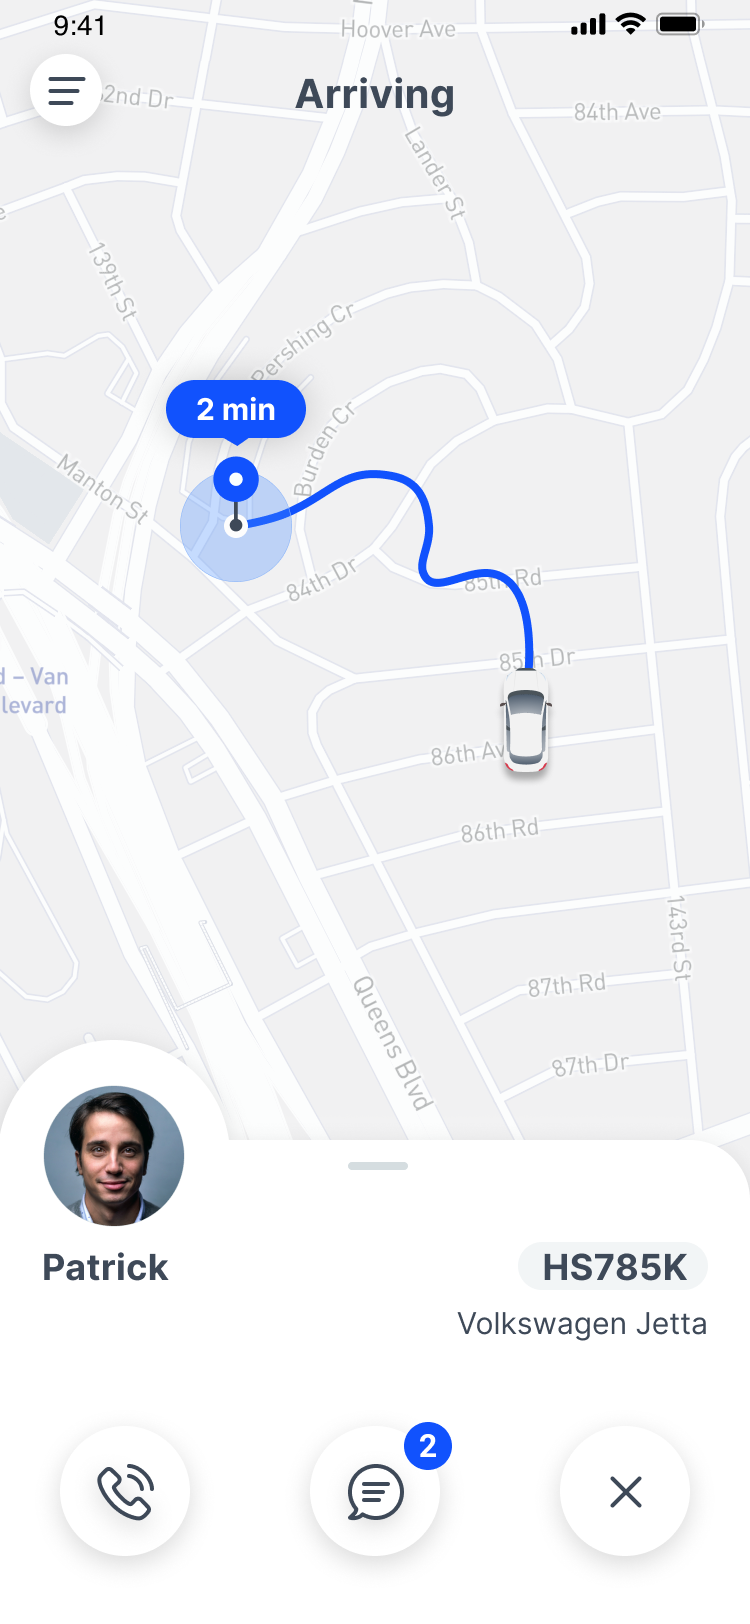 9:41
Hoover Ave
2nd Dr
Arriving
84th Ave
Lander St
139th St
Pershing Cr
2 min
Burden Cr
Manton St
84th Dr
85th Rd
85th Dr
d – Van
levard
86th Av
86th Rd
143rd St
87th Rd
Queens Blvd
87th Dr
Patrick
HS785K
Volkswagen Jetta
2